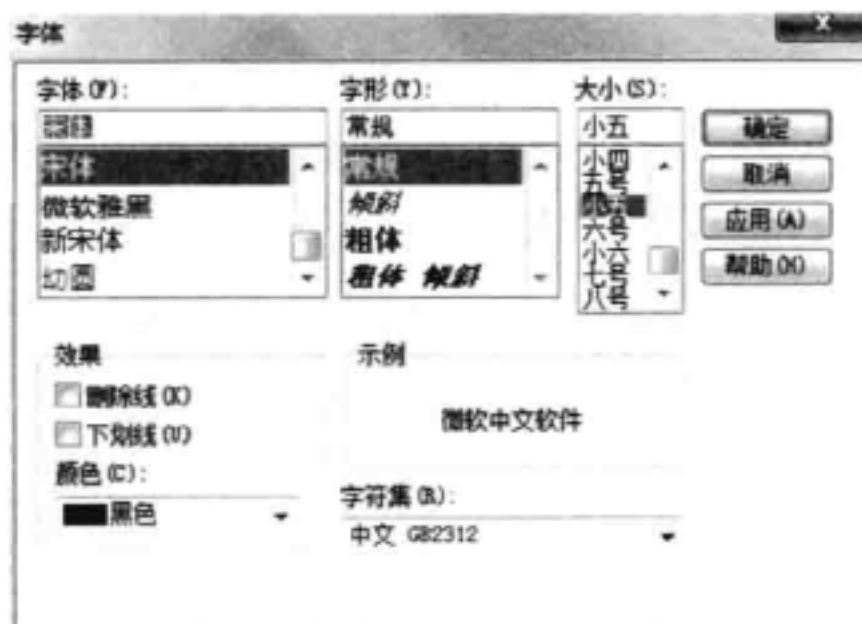 字体
字体(F):
字形(Y):
大小(S):
宋体
常规
小五
确定
宋体
微软雅黑
新宋体
幼圆
常规
倾斜
粗体
粗体 倾斜
小四
五号
六号
小六
七号
八号
取消
应用(A)
帮助(H)
效果
删除线(K)
下划线(U)
颜色(C):
黑色
示例
微软中文软件
字符集(R):
中文 GB2312